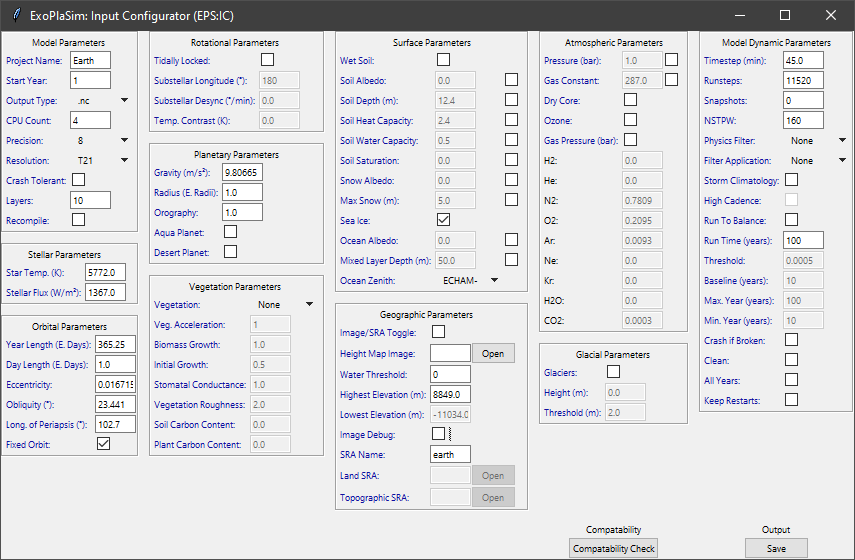 ExoPlaSim: Input Configurator (EPS:IC)
Model Parameters
Project Name: Earth
Start Year: 1
Output Type: .nc
CPU Count: 4
Precision: 8
Resolution: T21
Crash Tolerant:
Layers: 10
Recompile:
Stellar Parameters
Star Temp. (K): 5772.0
Stellar Flux (W/m²): 1367.0
Orbital Parameters
Year Length (E. Days): 365.25
Day Length (E. Days): 1.0
Eccentricity: 0.016715
Obliquity (°): 23.441
Long. of Periapsis (°): 102.7
Fixed Orbit:
Rotational Parameters
Tidally Locked:
Substellar Longitude (°): 180
Substellar Desync (°/min): 0.0
Temp. Contrast (K): 0.0
Planetary Parameters
Gravity (m/s²): 9.80665
Radius (E. Radii): 1.0
Orography: 1.0
Aqua Planet:
Desert Planet:
Vegetation Parameters
Vegetation: None
Veg. Acceleration: 1
Biomass Growth: 1.0
Initial Growth: 0.5
Stomatal Conductance: 1.0
Vegetation Roughness: 2.0
Soil Carbon Content: 0.0
Plant Carbon Content: 0.0
Surface Parameters
Wet Soil:
Soil Albedo: 0.0
Soil Depth (m): 12.4
Soil Heat Capacity: 2.4
Soil Water Capacity: 0.5
Soil Saturation: 0.0
Snow Albedo: 0.0
Max Snow (m): 5.0
Sea Ice:
Ocean Albedo: 0.0
Mixed Layer Depth (m): 50.0
Ocean Zenith: ECHAM-
Geographic Parameters
Image/SRA Toggle:
Height Map Image: Open
Water Threshold: 0
Highest Elevation (m): 8849.0
Lowest Elevation (m): -11034.0
Image Debug:
SRA Name: earth
Land SRA: Open
Topographic SRA: Open
Atmospheric Parameters
Pressure (bar): 1.0
Gas Constant: 287.0
Dry Core:
Ozone:
Gas Pressure (bar):
H2: 0.0
He: 0.0
N2: 0.7809
O2: 0.2095
Ar: 0.0093
Ne: 0.0
Kr: 0.0
H2O: 0.0
CO2: 0.0003
Glacial Parameters
Glaciers:
Height (m): 0.0
Threshold (m): 2.0
Model Dynamic Parameters
Timestep (min): 45.0
Runsteps: 11520
Snapshots: 0
NSTPW: 160
Physics Filter: None
Filter Application: None
Storm Climatology:
High Cadence:
Run To Balance:
Run Time (years): 100
Threshold: 0.0005
Baseline (years): 10
Max. Year (years): 100
Min. Year (years): 10
Crash if Broken:
Clean:
All Years:
Keep Restarts:
Compatability
Compatability Check
Output
Save